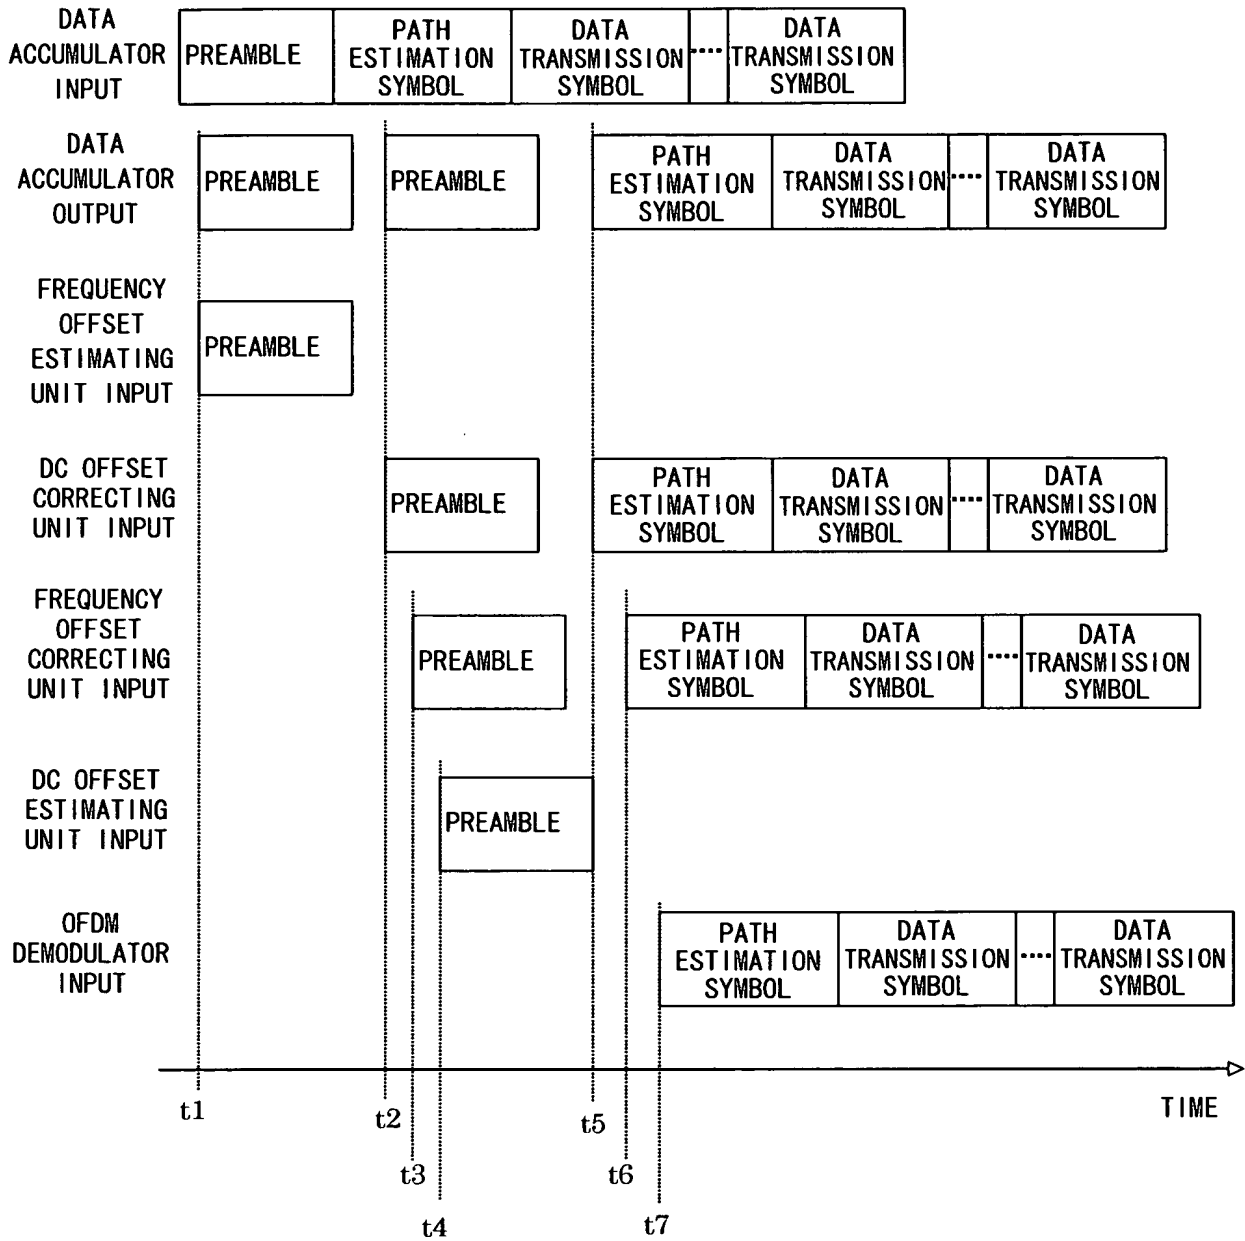 DATA
ACCUMULATOR
INPUT
PREAMBLE
PATH
ESTIMATION
SYMBOL
DATA
TRANSMISSION
SYMBOL
····
DATA
TRANSMISSION
SYMBOL
DATA
ACCUMULATOR
OUTPUT
PREAMBLE
PREAMBLE
PATH
ESTIMATION
SYMBOL
DATA
TRANSMISSION
SYMBOL
····
DATA
TRANSMISSION
SYMBOL
FREQUENCY
OFFSET
ESTIMATING
UNIT INPUT
PREAMBLE
DC OFFSET
CORRECTING
UNIT INPUT
PREAMBLE
PATH
ESTIMATION
SYMBOL
DATA
TRANSMISSION
SYMBOL
····
DATA
TRANSMISSION
SYMBOL
FREQUENCY
OFFSET
CORRECTING
UNIT INPUT
PREAMBLE
PATH
ESTIMATION
SYMBOL
DATA
TRANSMISSION
SYMBOL
····
DATA
TRANSMISSION
SYMBOL
DC OFFSET
ESTIMATING
UNIT INPUT
PREAMBLE
OFDM
DEMODULATOR
INPUT
PATH
ESTIMATION
SYMBOL
DATA
TRANSMISSION
SYMBOL
····
DATA
TRANSMISSION
SYMBOL
t1
t2
t3
t4
t5
t6
t7
TIME